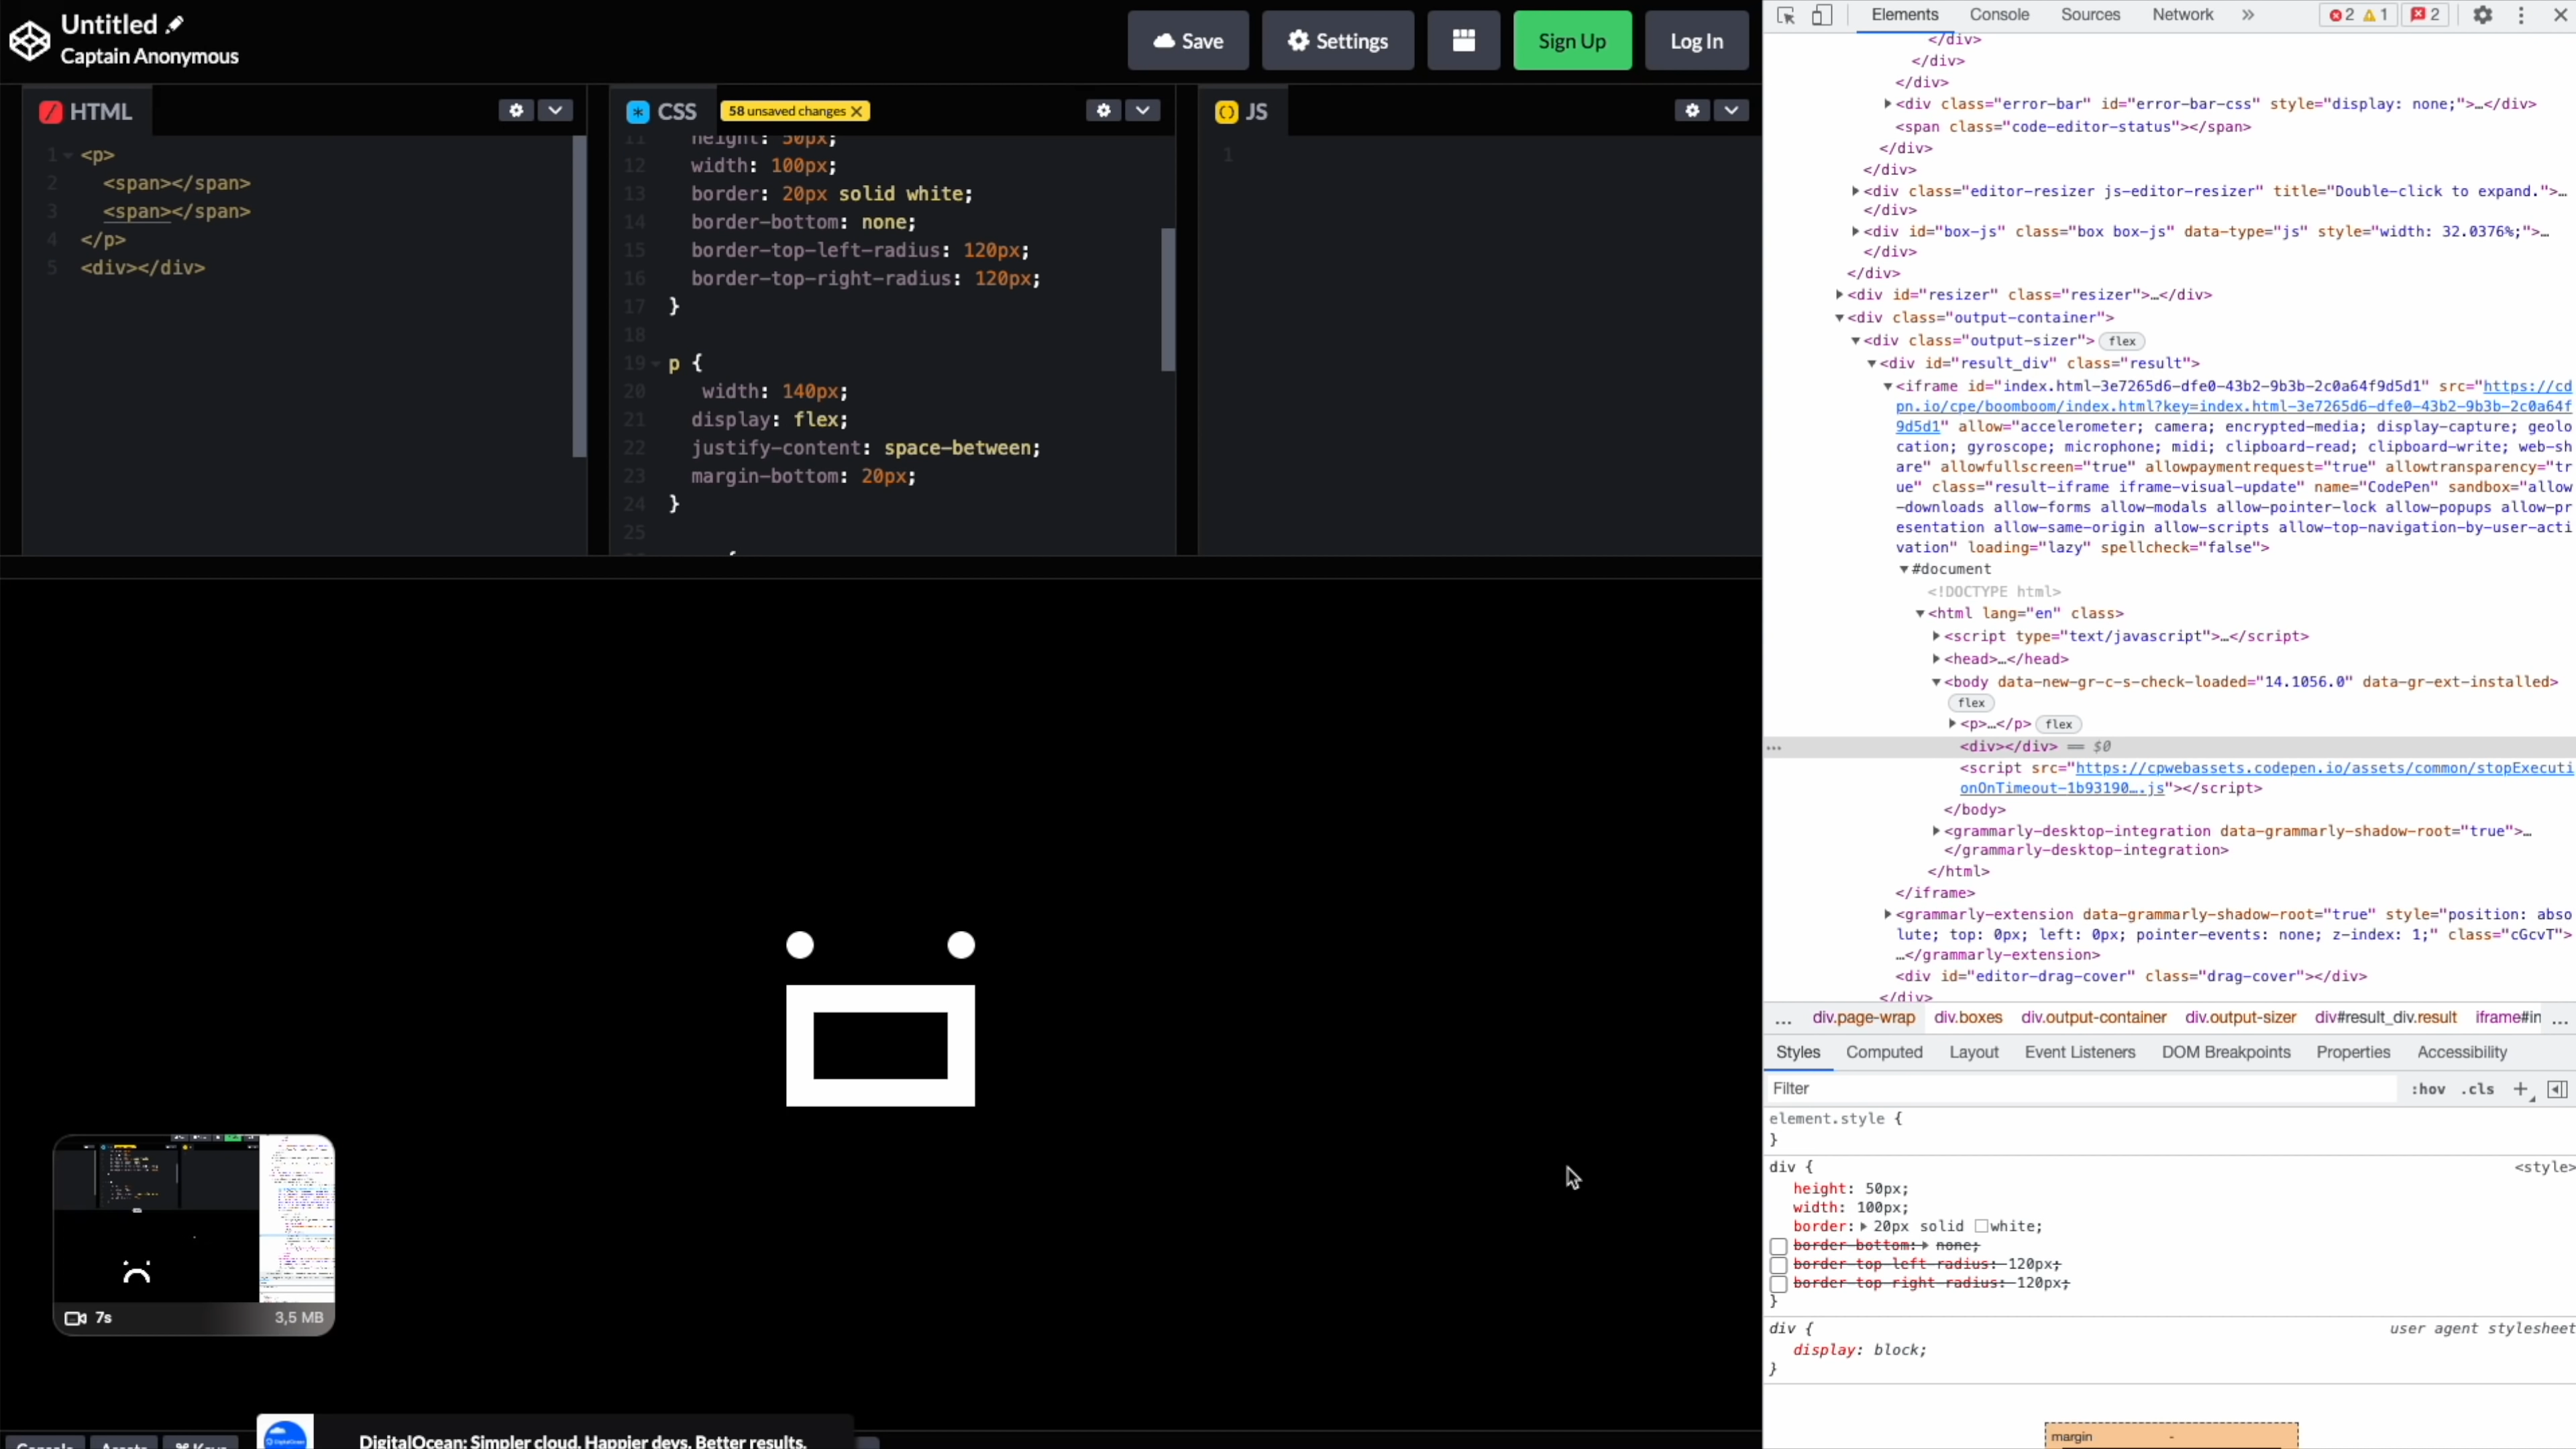 Untitled
Captain Anonymous
Save
Settings
Sign Up
Log In
HTML
1 <p>
2 <span></span>
3 <span></span>
4 </p>
5 <div></div>
CSS
58 unsaved changes
11 height: 50px;
12 width: 100px;
13 border: 20px solid white;
14 border-bottom: none;
15 border-top-left-radius: 120px;
16 border-top-right-radius: 120px;
17 }
18
19 p {
20 width: 140px;
21 display: flex;
22 justify-content: space-between;
23 margin-bottom: 20px;
24 }
25
{
JS
1
7s
3,5 MB
Console
Assets
⌘ Keys
DigitalOcean
DigitalOcean: Simpler cloud. Happier devs. Better results.
Elements Console Sources Network » 2 1 2
</div>
</div>
</div>
<div class="error-bar" id="error-bar-css" style="display: none;">…</div>
<span class="code-editor-status"></span>
</div>
</div>
<div class="editor-resizer js-editor-resizer" title="Double-click to expand.">…
</div>
<div id="box-js" class="box box-js" data-type="js" style="width: 32.0376%;">…
</div>
</div>
<div id="resizer" class="resizer">…</div>
<div class="output-container">
<div class="output-sizer"> flex
<div id="result_div" class="result">
<iframe id="index.html-3e7265d6-dfe0-43b2-9b3b-2c0a64f9d5d1" src="https://cd
pn.io/cpe/boomboom/index.html?key=index.html-3e7265d6-dfe0-43b2-9b3b-2c0a64f
9d5d1" allow="accelerometer; camera; encrypted-media; display-capture; geolo
cation; gyroscope; microphone; midi; clipboard-read; clipboard-write; web-sh
are" allowfullscreen="true" allowpaymentrequest="true" allowtransparency="tr
ue" class="result-iframe iframe-visual-update" name="CodePen" sandbox="allow
-downloads allow-forms allow-modals allow-pointer-lock allow-popups allow-pr
esentation allow-same-origin allow-scripts allow-top-navigation-by-user-acti
vation" loading="lazy" spellcheck="false">
#document
<!DOCTYPE html>
<html lang="en" class>
<script type="text/javascript">…</script>
<head>…</head>
<body data-new-gr-c-s-check-loaded="14.1056.0" data-gr-ext-installed>
flex
<p>…</p> flex
… <div></div> == $0
<script src="https://cpwebassets.codepen.io/assets/common/stopExecuti
onOnTimeout-1b93190….js"></script>
</body>
<grammarly-desktop-integration data-grammarly-shadow-root="true">…
</grammarly-desktop-integration>
</html>
</iframe>
<grammarly-extension data-grammarly-shadow-root="true" style="position: abso
lute; top: 0px; left: 0px; pointer-events: none; z-index: 1;" class="cGcvT">
…</grammarly-extension>
<div id="editor-drag-cover" class="drag-cover"></div>
</div>
… div.page-wrap div.boxes div.output-container div.output-sizer div#result_div.result iframe#in …
Styles Computed Layout Event Listeners DOM Breakpoints Properties Accessibility
Filter :hov .cls +
element.style {
}
div { <style>
height: 50px;
width: 100px;
border: 20px solid white;
border-bottom: none;
border-top-left-radius: 120px;
border-top-right-radius: 120px;
}
div { user agent stylesheet
display: block;
}
margin -